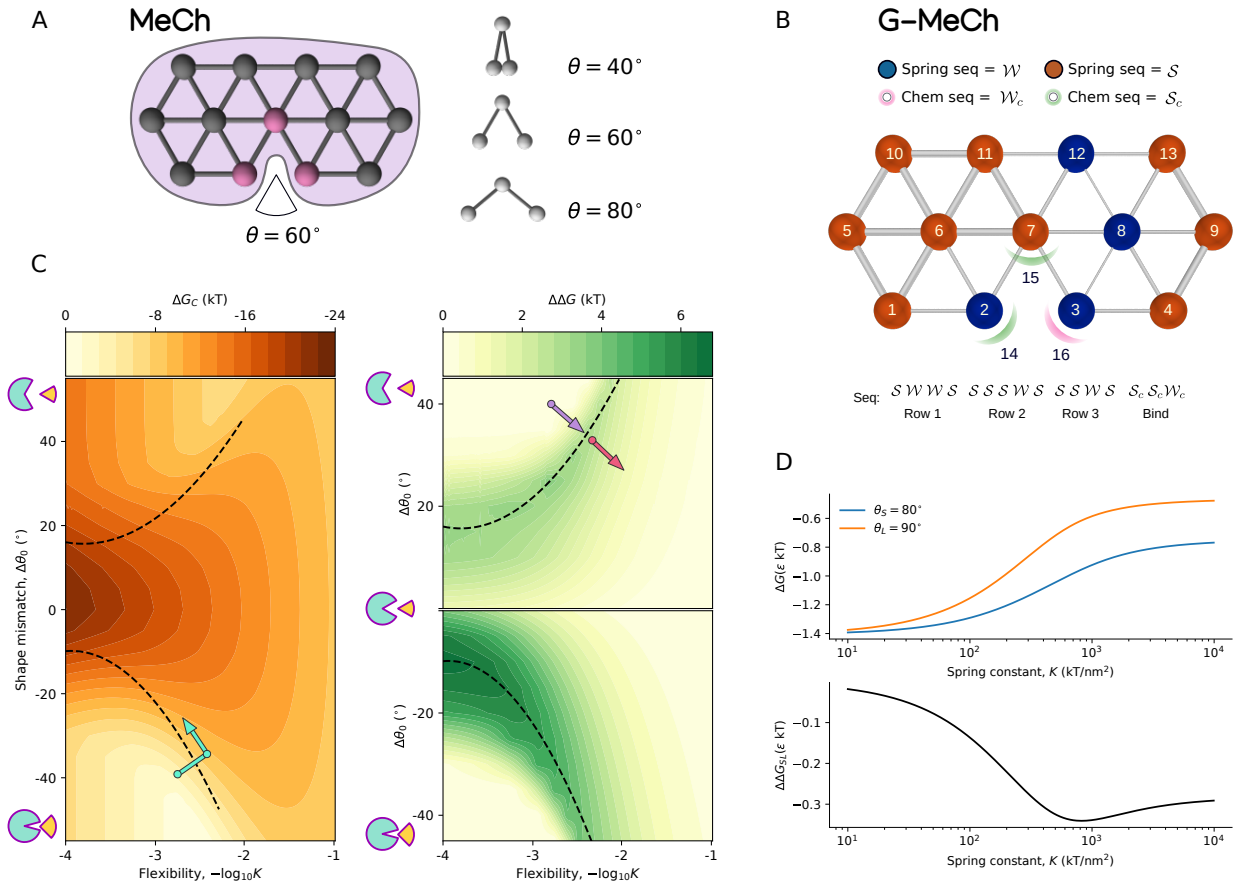 A
MeCh
θ = 40°
θ = 60°
θ = 80°
θ = 60°
B
G–MeCh
Spring seq = 𝒲
Spring seq = 𝒮
Chem seq = 𝒲c
Chem seq = 𝒮c
10 11 12 13
5 6 7 8 9
15
1 2 3 4
14 16
Seq: 𝒮 𝒲 𝒲 𝒮 𝒮 𝒮 𝒮 𝒲 𝒮 𝒮 𝒮 𝒲 𝒮 𝒮c 𝒮c 𝒲c
Row 1 Row 2 Row 3 Bind
C
ΔGC (kT)
0 -8 -16 -24
Shape mismatch, Δθ0 (°)
40
20
0
-20
-40
-4 -3 -2 -1
Flexibility, −log10K
ΔΔG (kT)
0 2 4 6
Δθ0 (°)
40
20
0
Δθ0 (°)
-20
-40
-4 -3 -2 -1
Flexibility, −log10K
D
θS = 80°
θL = 90°
ΔG(ε kT)
−0.6
−0.8
−1.0
−1.2
−1.4
10¹ 10² 10³ 10⁴
Spring constant, K (kT/nm²)
ΔΔGSL(ε kT)
−0.1
−0.2
−0.3
10¹ 10² 10³ 10⁴
Spring constant, K (kT/nm²)